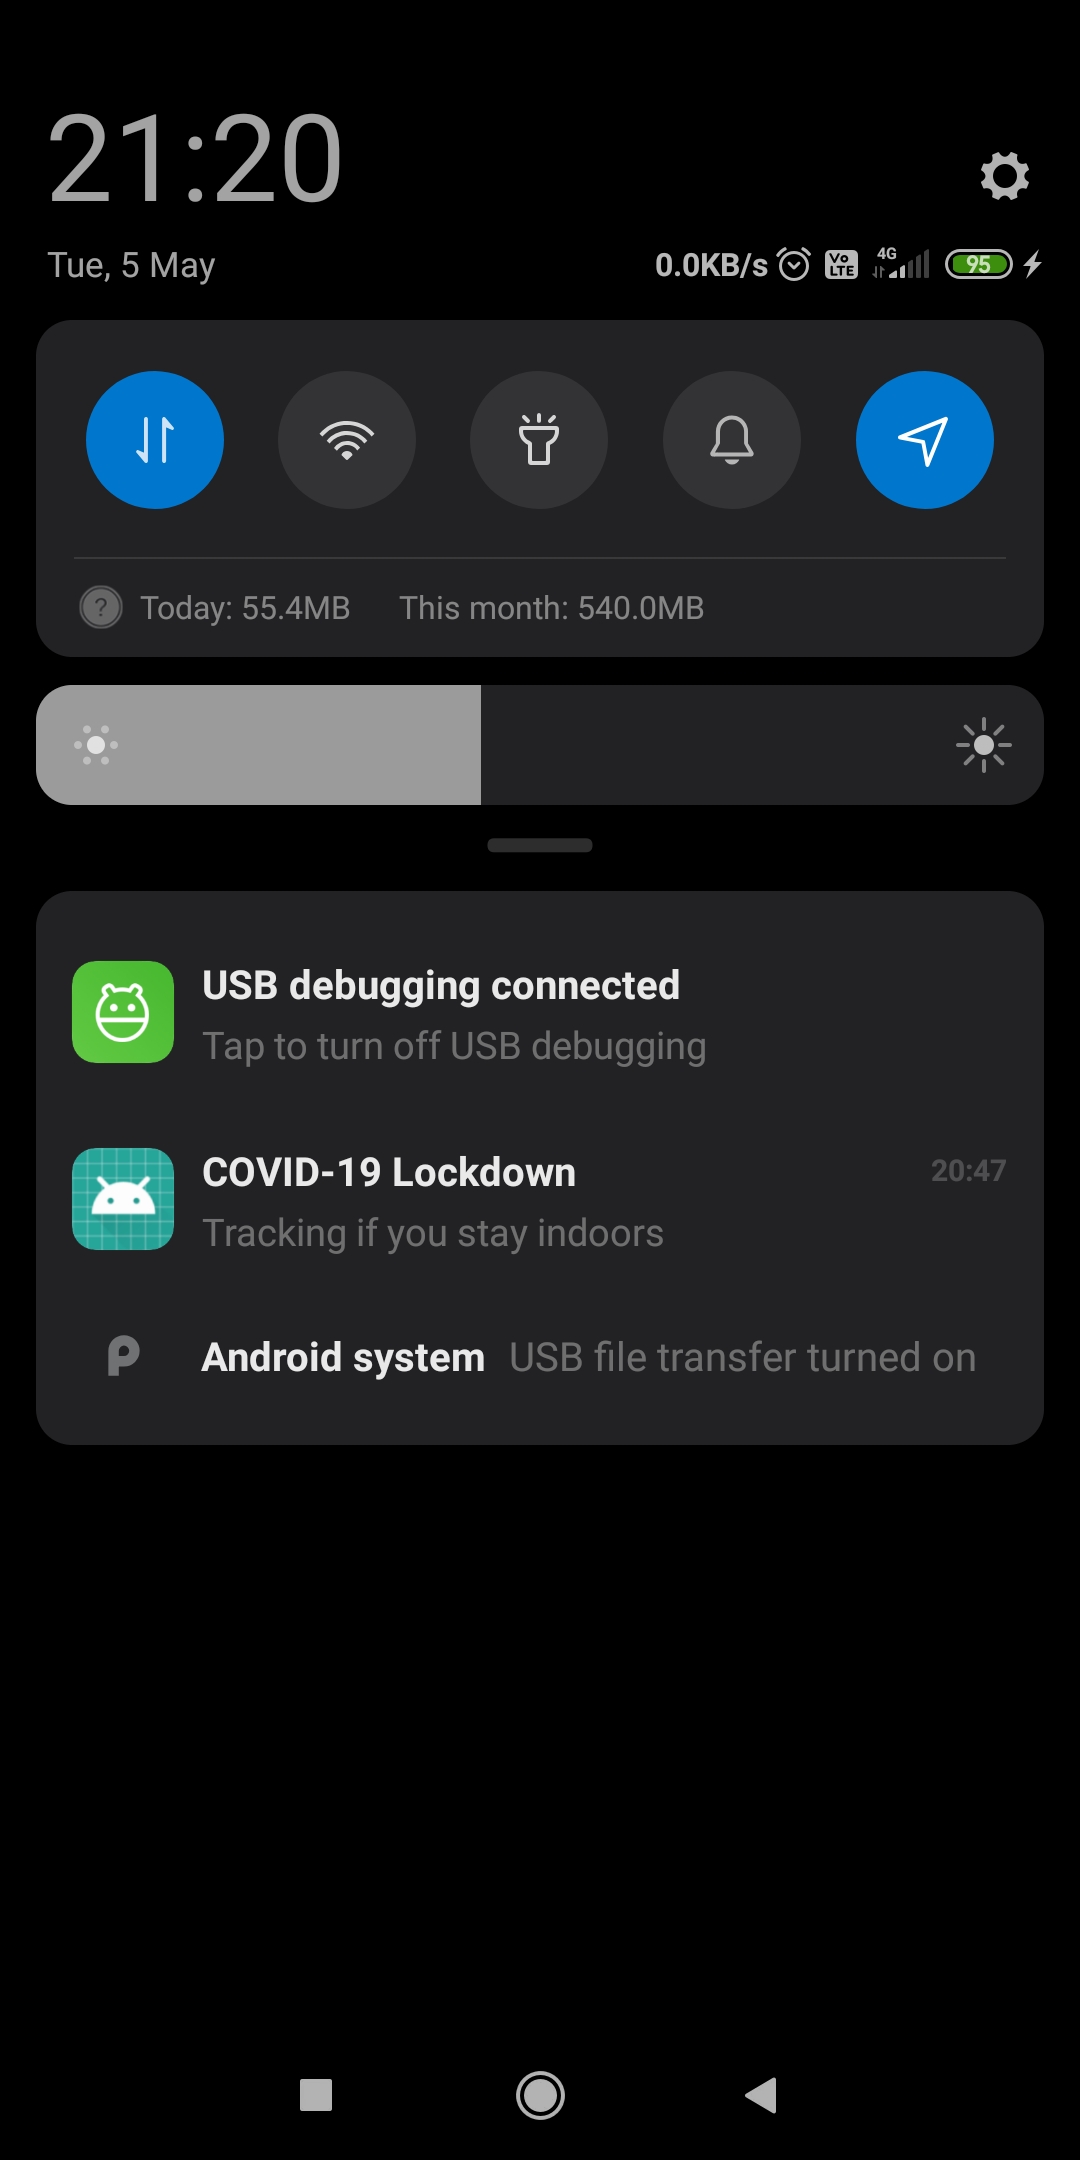 21:20
Tue, 5 May
0.0KB/s Vo LTE 4G 95
? Today: 55.4MB This month: 540.0MB
USB debugging connected
Tap to turn off USB debugging
COVID-19 Lockdown 20:47
Tracking if you stay indoors
Android system USB file transfer turned on